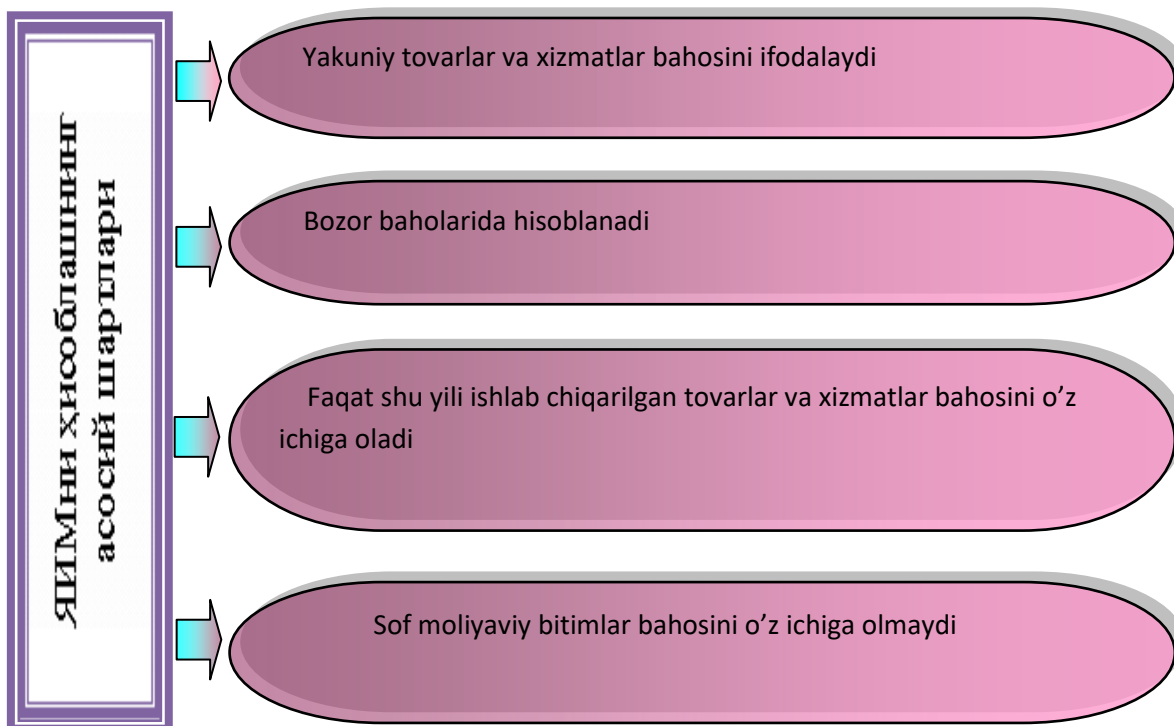 ЯИМни ҳисоблашнинг
асосий шартлари
Yakuniy tovarlar va xizmatlar bahosini ifodalaydi
Bozor baholarida hisoblanadi
Faqat shu yili ishlab chiqarilgan tovarlar va xizmatlar bahosini o’z
ichiga oladi
Sof moliyaviy bitimlar bahosini o’z ichiga olmaydi